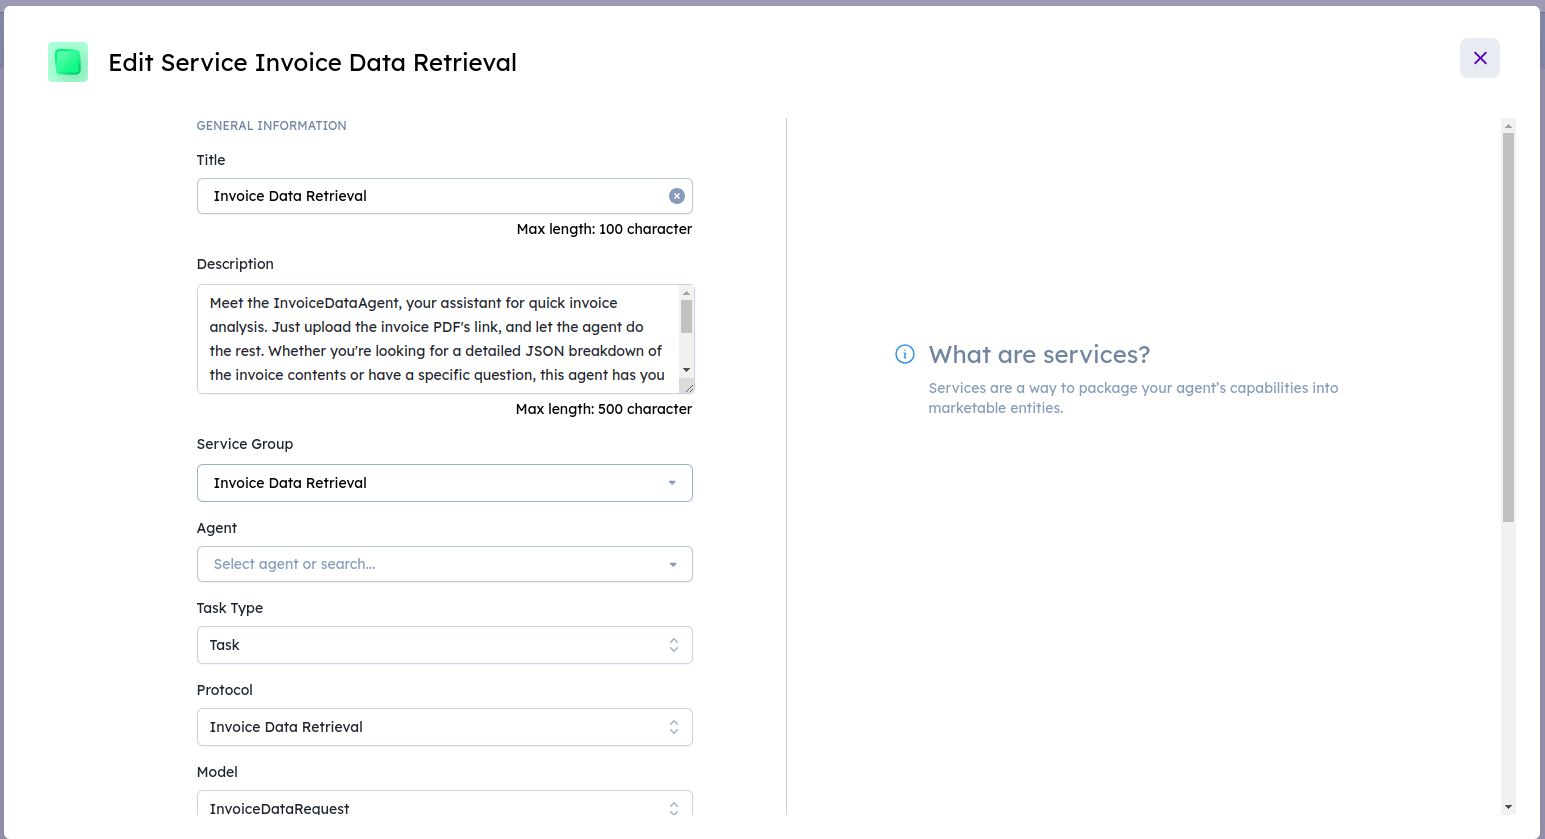 Edit Service Invoice Data Retrieval
GENERAL INFORMATION
Title
Invoice Data Retrieval
Max length: 100 character
Description
Meet the InvoiceDataAgent, your assistant for quick invoice
analysis. Just upload the invoice PDF's link, and let the agent do
the rest. Whether you're looking for a detailed JSON breakdown of
the invoice contents or have a specific question, this agent has you
Max length: 500 character
Service Group
Invoice Data Retrieval
Agent
Select agent or search...
Task Type
Task
Protocol
Invoice Data Retrieval
Model
InvoiceDataRequest
What are services?
Services are a way to package your agent's capabilities into
marketable entities.